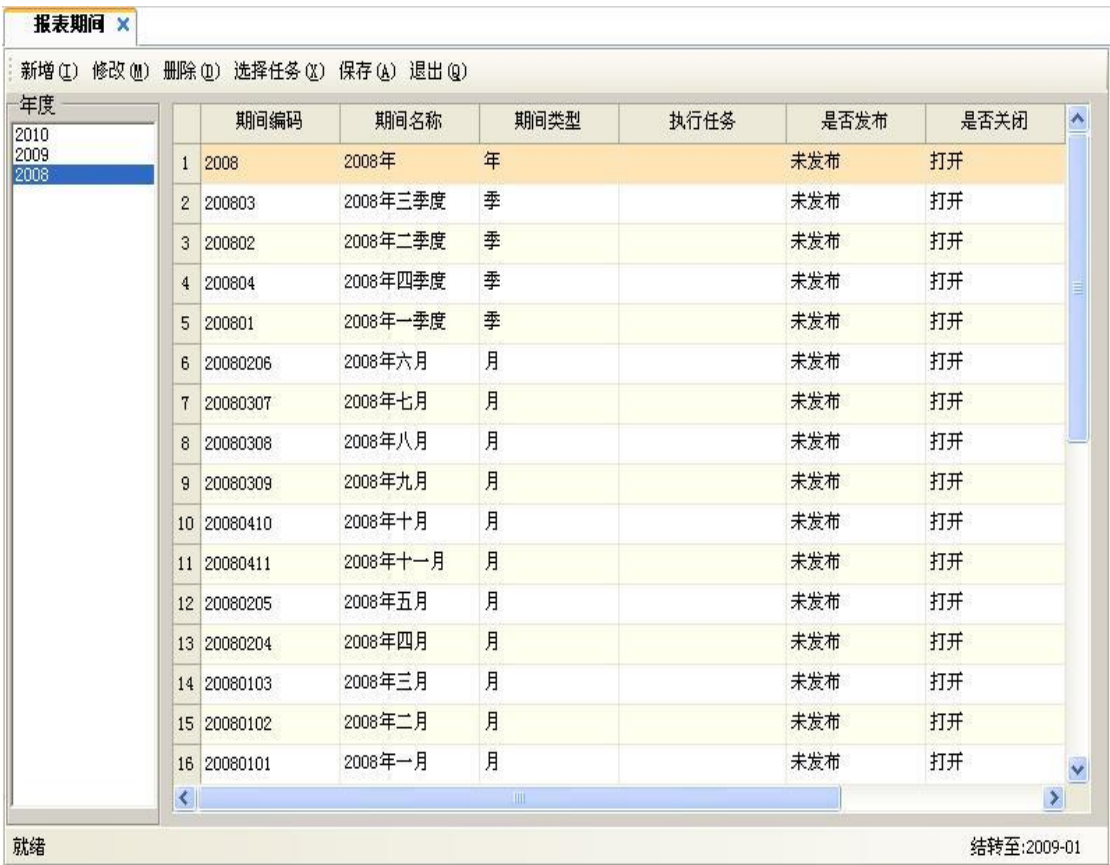 报表期间
新增(I) 修改(M) 删除(D) 选择任务(X) 保存(A) 退出(Q)
年度
2010
2009
2008
期间编码 期间名称 期间类型 执行任务 是否发布 是否关闭
1 2008 2008年 年 未发布 打开
2 200803 2008年三季度 季 未发布 打开
3 200802 2008年二季度 季 未发布 打开
4 200804 2008年四季度 季 未发布 打开
5 200801 2008年一季度 季 未发布 打开
6 20080206 2008年六月 月 未发布 打开
7 20080307 2008年七月 月 未发布 打开
8 20080308 2008年八月 月 未发布 打开
9 20080309 2008年九月 月 未发布 打开
10 20080410 2008年十月 月 未发布 打开
11 20080411 2008年十一月 月 未发布 打开
12 20080205 2008年五月 月 未发布 打开
13 20080204 2008年四月 月 未发布 打开
14 20080103 2008年三月 月 未发布 打开
15 20080102 2008年二月 月 未发布 打开
16 20080101 2008年一月 月 未发布 打开
就绪 结转至:2009-01